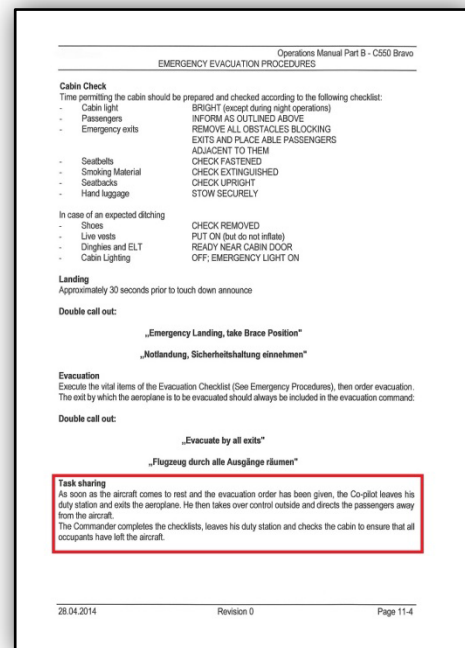 Operations Manual Part B - C550 Bravo
EMERGENCY EVACUATION PROCEDURES
Cabin Check
Time permitting the cabin should be prepared and checked according to the following checklist:
- Cabin light BRIGHT (except during night operations)
- Passengers INFORM AS OUTLINED ABOVE
- Emergency exits REMOVE ALL OBSTACLES BLOCKING
EXITS AND PLACE ABLE PASSENGERS
ADJACENT TO THEM
- Seatbelts CHECK FASTENED
- Smoking Material CHECK EXTINGUISHED
- Seatbacks CHECK UPRIGHT
- Hand luggage STOW SECURELY
In case of an expected ditching
- Shoes CHECK REMOVED
- Live vests PUT ON (but do not inflate)
- Dinghies and ELT READY NEAR CABIN DOOR
- Cabin Lighting OFF; EMERGENCY LIGHT ON
Landing
Approximately 30 seconds prior to touch down announce
Double call out:
„Emergency Landing, take Brace Position"
„Notlandung, Sicherheitshaltung einnehmen"
Evacuation
Execute the vital items of the Evacuation Checklist (See Emergency Procedures), then order evacuation.
The exit by which the aeroplane is to be evacuated should always be included in the evacuation command:
Double call out:
„Evacuate by all exits"
„Flugzeug durch alle Ausgänge räumen"
Task sharing
As soon as the aircraft comes to rest and the evacuation order has been given, the Co-pilot leaves his
duty station and exits the aeroplane. He then takes over control outside and directs the passengers away
from the aircraft.
The Commander completes the checklists, leaves his duty station and checks the cabin to ensure that all
occupants have left the aircraft.
28.04.2014 Revision 0 Page 11-4